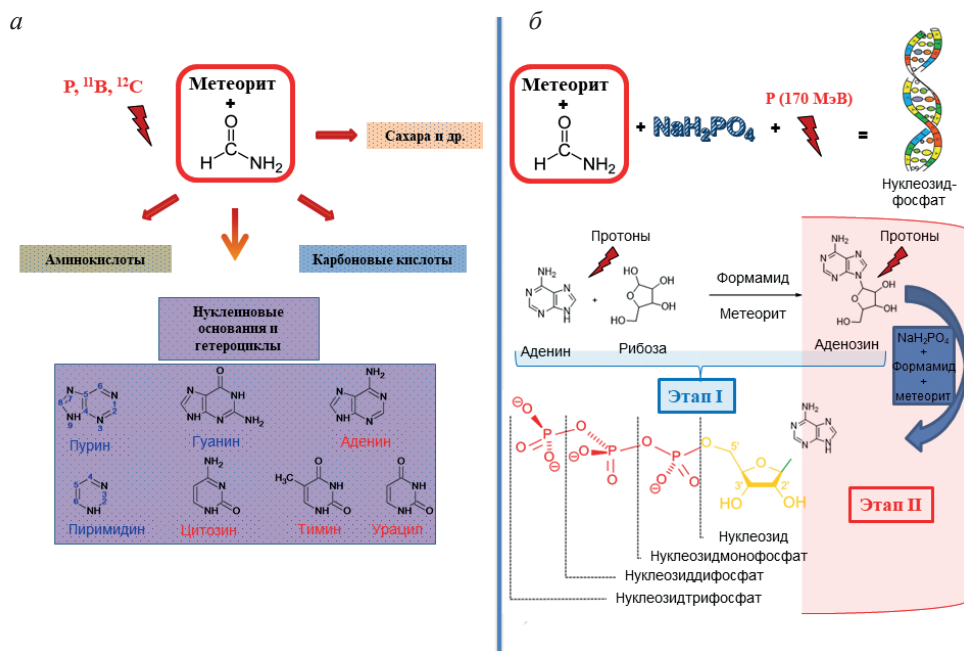 а
P, ¹¹B, ¹²C
Метеорит
+
O
H NH₂
Сахара и др.
Аминокислоты
Карбоновые кислоты
Нуклеиновые
основания и
гетероциклы
Пурин
Гуанин
Аденин
Пиримидин
Цитозин
Тимин
Урацил
б
Метеорит
+
O
H NH₂
+ NaH₂PO₄ +
P (170 МэВ)
=
Нуклеозид-
фосфат
Протоны
Аденин
+
Рибоза
Формамид
Метеорит
Протоны
Аденозин
NaH₂PO₄
+
Формамид
+
метеорит
Этап I
Этап II
Нуклеозид
Нуклеозидмонофосфат
Нуклеозиддифосфат
Нуклеозидтрифосфат